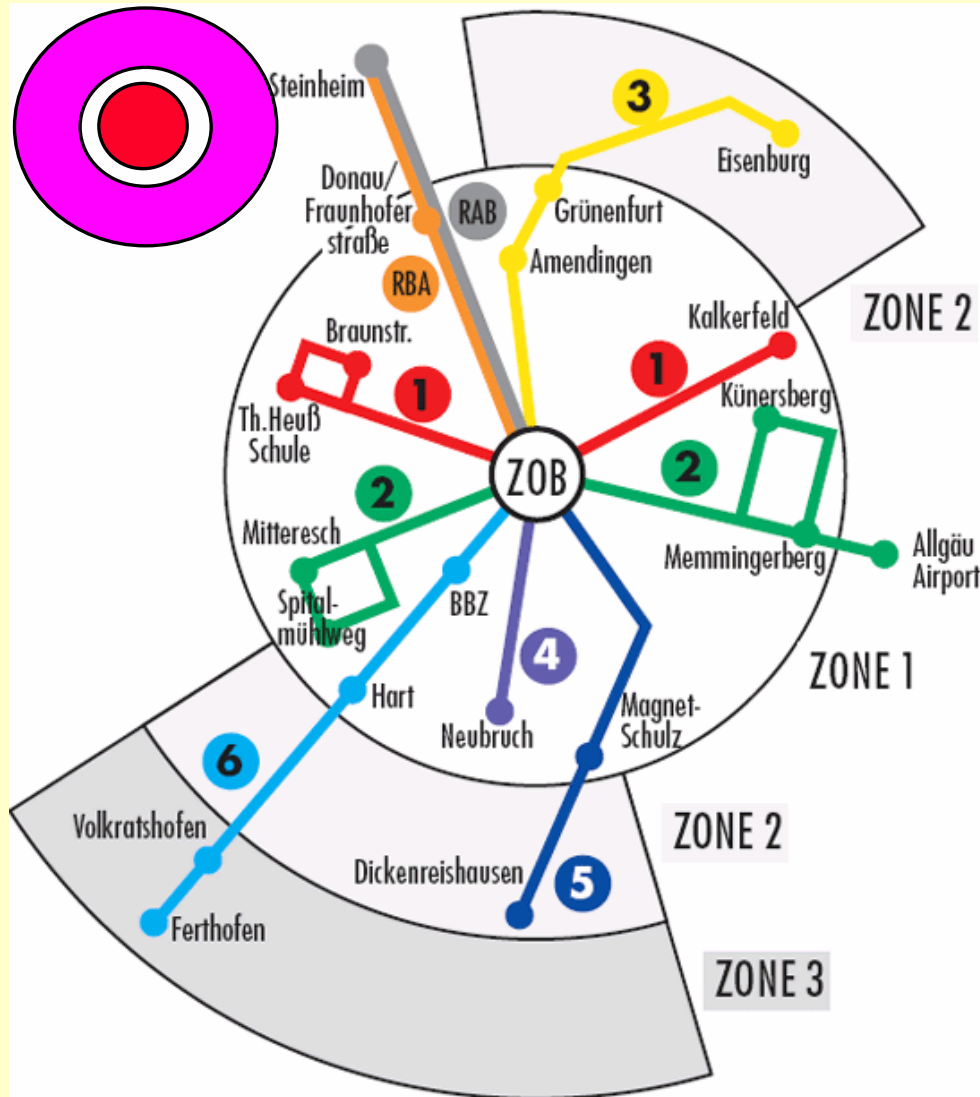 Steinheim
3
Eisenburg
Donau/
Fraunhofer
straße
RAB
Grünenfurt
Amendingen
RBA
ZONE 2
Kalkerfeld
Braunstr.
1
1
Th.Heuß
Schule
Künersberg
2
ZOB
2
Mitteresch
Memmingerberg
Allgäu
Airport
Spital-
mühlweg
BBZ
4
ZONE 1
Hart
Magnet-
Schulz
Neubruch
6
Volkratshofen
ZONE 2
Dickenreishausen
5
Ferthofen
ZONE 3